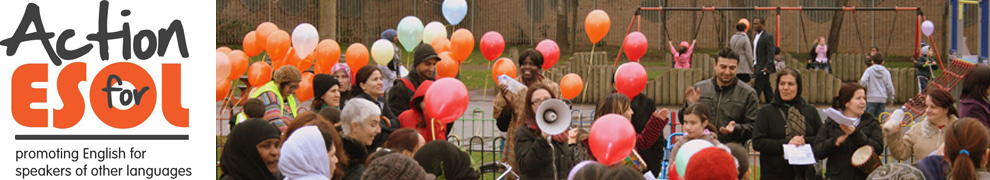 Action
for
ESOL
promoting English for
speakers of other languages